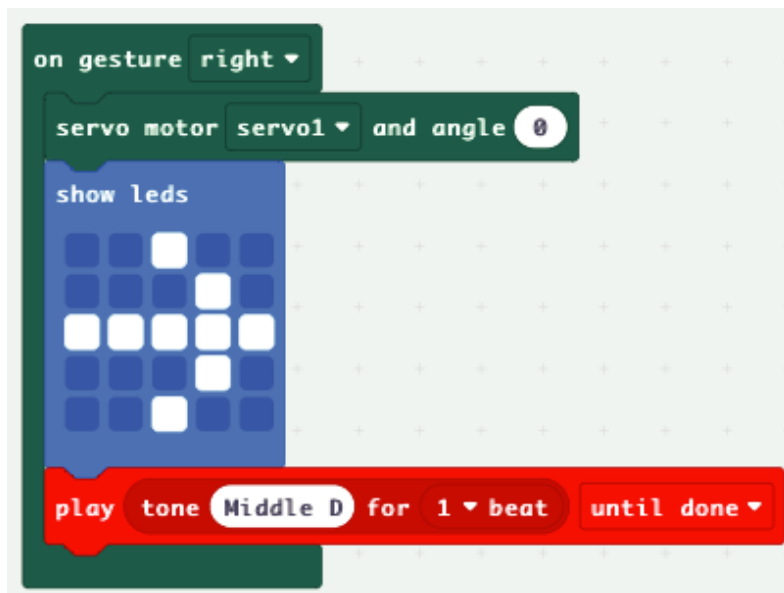 on gesture right
servo motor servo1 and angle 0
show leds
play tone Middle D for 1 beat until done